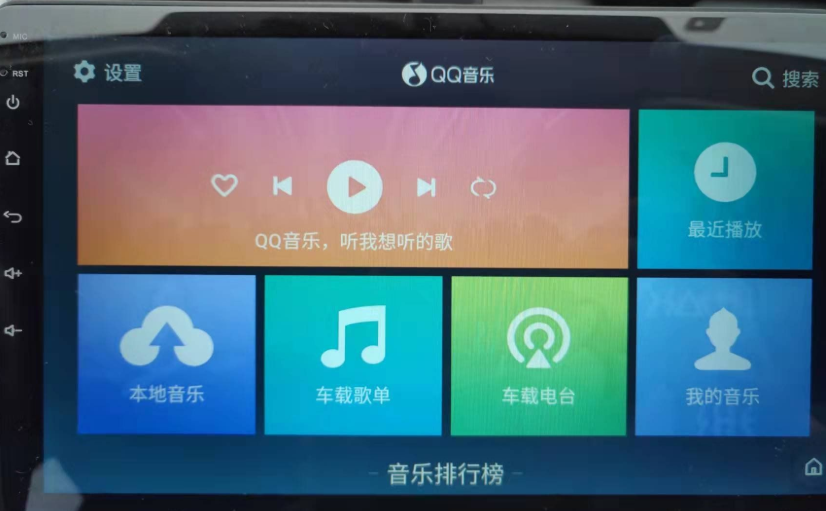 MIC
RST
设置
QQ音乐
搜索
QQ音乐，听我想听的歌
最近播放
本地音乐
车载歌单
车载电台
我的音乐
音乐排行榜